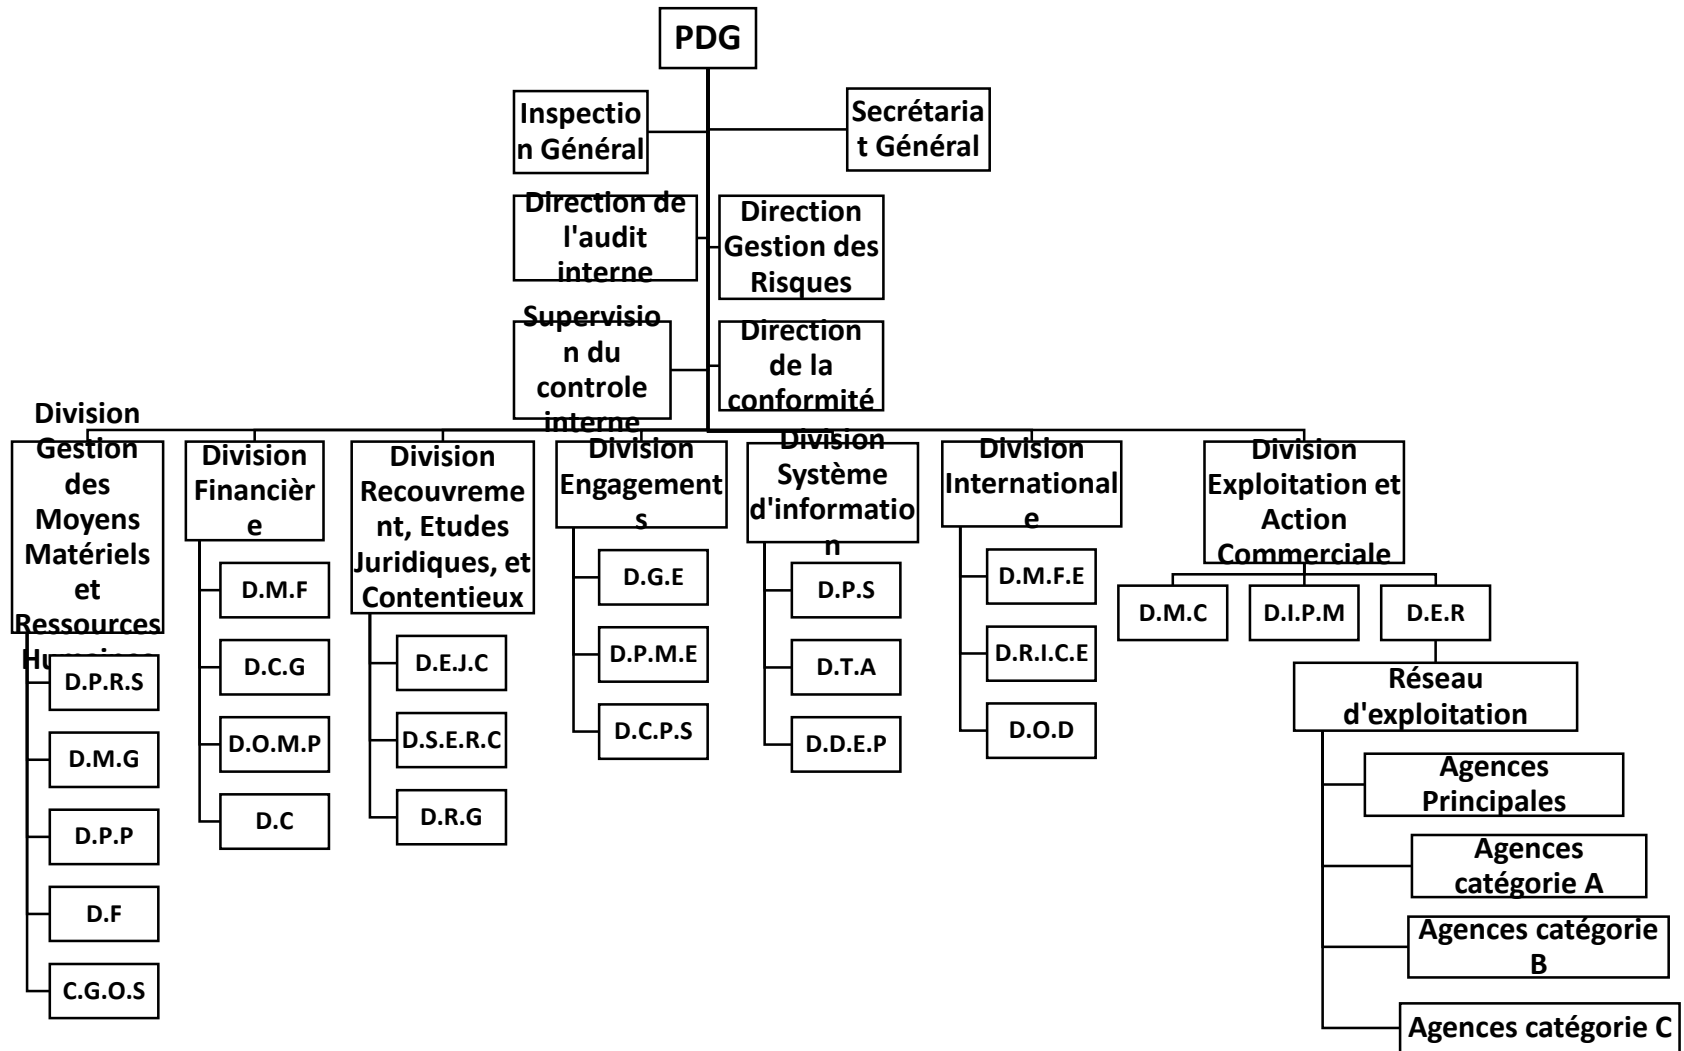 PDG
Inspectio
n Général
Secrétaria
t Général
Direction de
l'audit
interne
Direction
Gestion des
Risques
Supervisio
n du
controle
interne
Direction
de la
conformité
Division
Gestion
des
Moyens
Matériels
et
Ressources
Humaines
D.P.R.S
D.M.G
D.P.P
D.F
C.G.O.S
Division
Financièr
e
D.M.F
D.C.G
D.O.M.P
D.C
Division
Recouvreme
nt, Etudes
Juridiques, et
Contentieux
D.E.J.C
D.S.E.R.C
D.R.G
Division
Engagement
s
D.G.E
D.P.M.E
D.C.P.S
Division
Système
d'informatio
n
D.P.S
D.T.A
D.D.E.P
Division
International
e
D.M.F.E
D.R.I.C.E
D.O.D
Division
Exploitation et
Action
Commerciale
D.M.C
D.I.P.M
D.E.R
Réseau
d'exploitation
Agences
Principales
Agences
catégorie A
Agences catégorie
B
Agences catégorie C